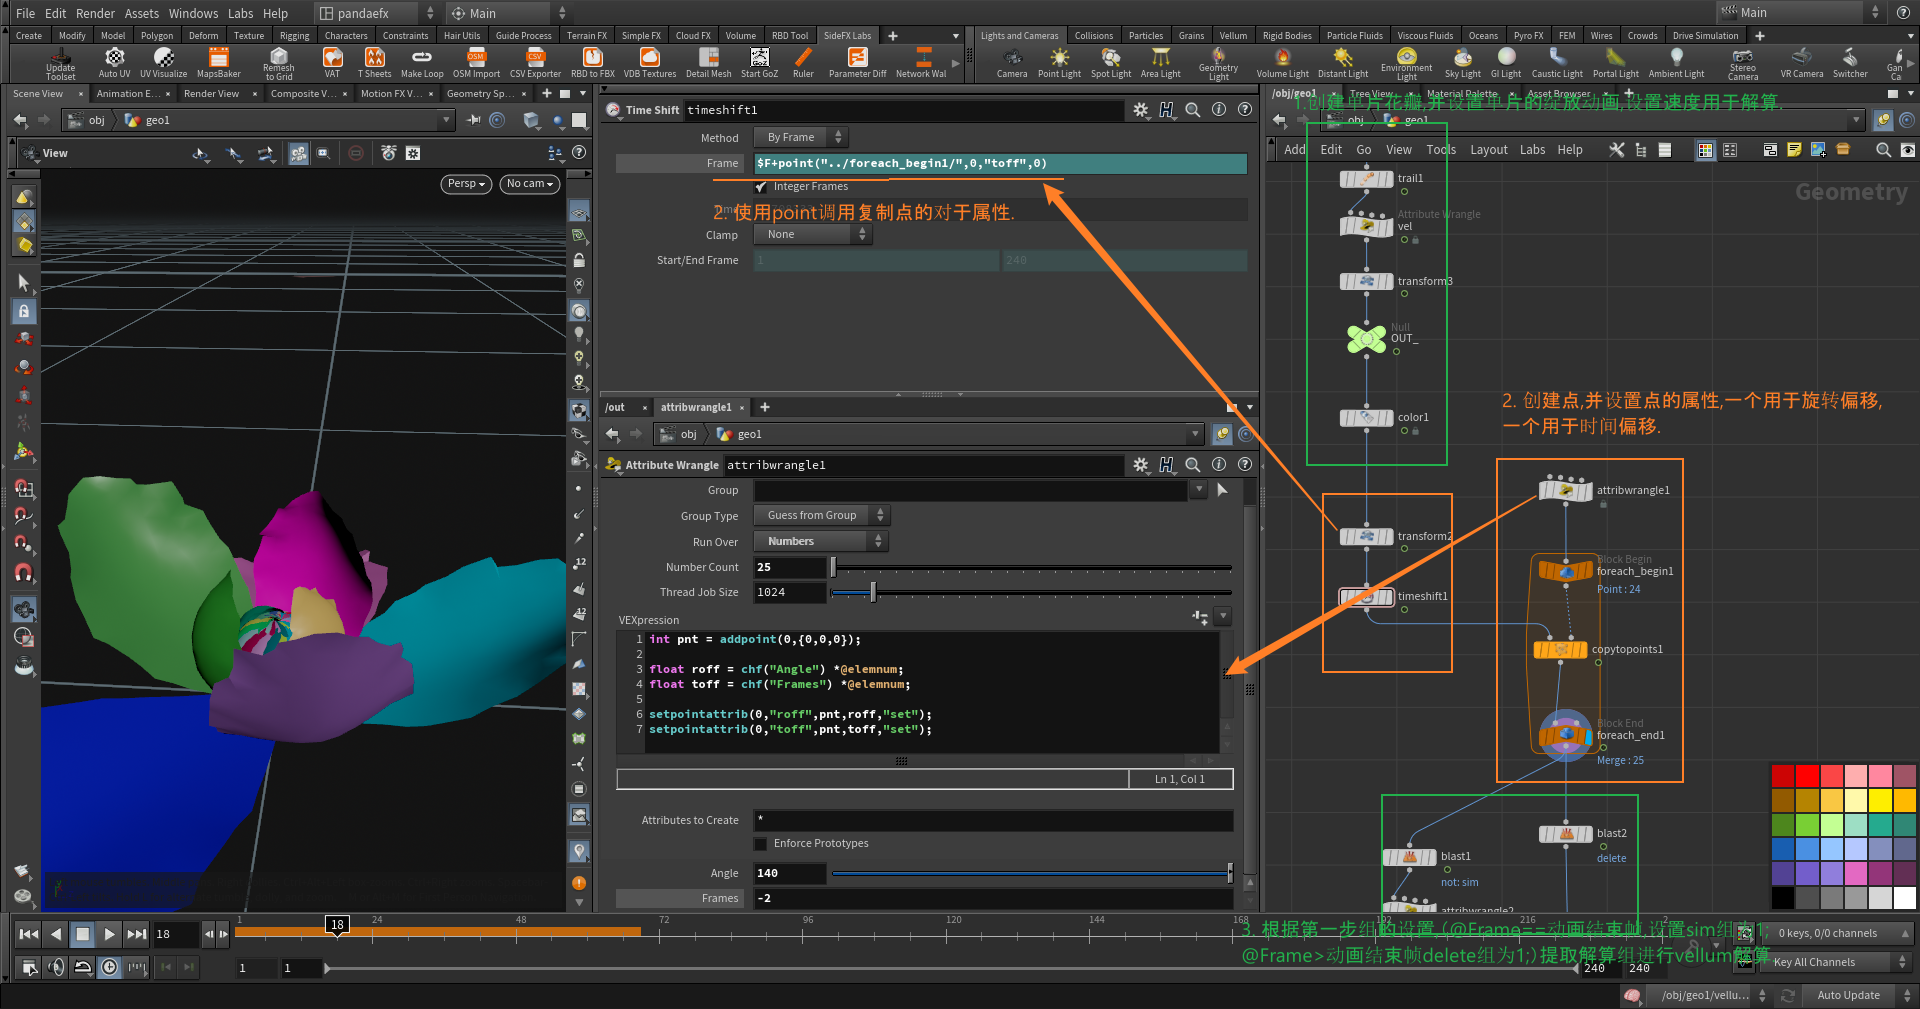 File Edit Render Assets Windows Labs Help pandaefx Main Main
Create Modify Model Polygon Deform Texture Rigging Characters Constraints Hair Utils Guide Process Terrain FX Simple FX Cloud FX Volume RBD Tool SideFX Labs
Lights and Cameras Collisions Particles Grains Vellum Rigid Bodies Particle Fluids Viscous Fluids Oceans Pyro FX FEM Wires Crowds Drive Simulation
Update Toolset Auto UV UV Visualize MapsBaker Remesh to Grid VAT T Sheets Make Loop OSM Import CSV Exporter RBD to FBX VDB Textures Detail Mesh Start GoZ Ruler Parameter Diff Network Wal
Camera Point Light Spot Light Area Light Geometry Light Volume Light Distant Light Environment Light Sky Light GI Light Caustic Light Portal Light Ambient Light Stereo Camera VR Camera Switcher Gan Ca
Scene View Animation E... Render View Composite V... Motion FX V... Geometry Sp...
obj geo1
View
Persp No cam
Time Shift timeshift1
Method By Frame
Frame $F+point("../foreach_begin1/",0,"toff",0)
Integer Frames
2. 使用point调用复制点的对于属性.
Clamp None
Start/End Frame 1 240
/out attribwrangle1
obj geo1
Attribute Wrangle attribwrangle1
Group
Group Type Guess from Group
Run Over Numbers
Number Count 25
Thread Job Size 1024
VEXpression
1 int pnt = addpoint(0,{0,0,0});
2
3 float roff = chf("Angle") *@elemnum;
4 float toff = chf("Frames") *@elemnum;
5
6 setpointattrib(0,"roff",pnt,roff,"set");
7 setpointattrib(0,"toff",pnt,toff,"set");
Ln 1, Col 1
Attributes to Create *
Enforce Prototypes
Angle 140
Frames -2
/obj/geo1 Tree View Material Palette Asset Browser
1.创建单片花瓣,并设置单片的绽放动画,设置速度用于解算.
obj geo1
Add Edit Go View Tools Layout Labs Help
Geometry
trail1
Attribute Wrangle
vel
transform3
Null
OUT_
color1
2. 创建点,并设置点的属性,一个用于旋转偏移,
一个用于时间偏移.
transform2
timeshift1
attribwrangle1
Block Begin
foreach_begin1
Point : 24
copytopoints1
Block End
foreach_end1
Merge : 25
blast2
delete
blast1
not: sim
attribwrangle2
1 18 24 48 72 96 120 144 168 192 216
18
3. 根据第一步组的设置,(@Frame==动画结束帧,设置sim组为1;
@Frame>动画结束帧delete组为1;)提取解算组进行vellum解算
0 keys, 0/0 channels
1 1 240 240
Key All Channels
/obj/geo1/vellu... Auto Update